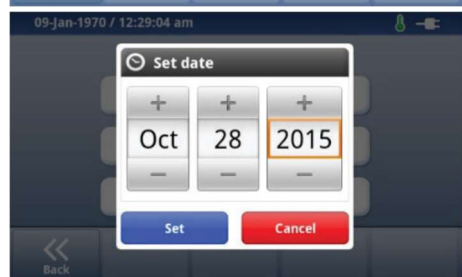 09-Jan-1970 / 12:29:04 am
Set date
+ + +
Oct 28 2015
− − −
Set Cancel
Back